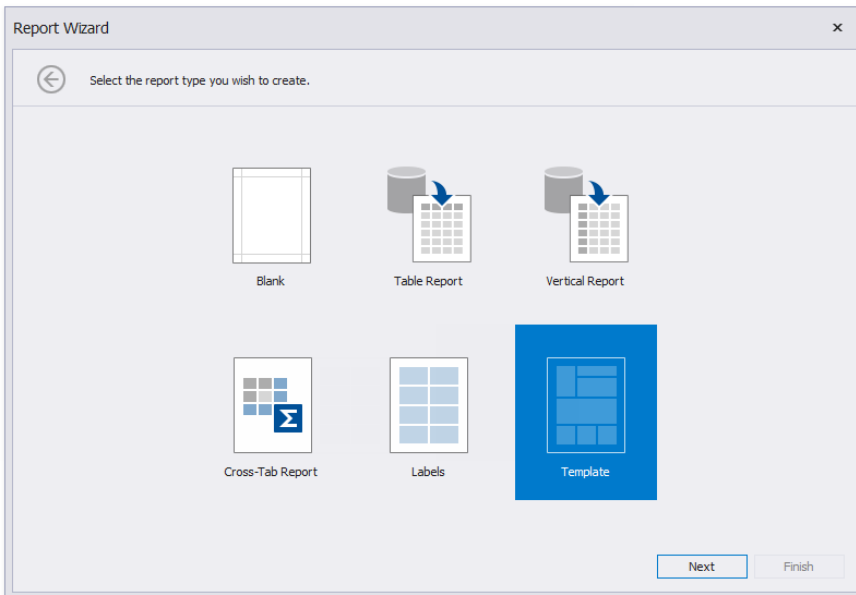 Report Wizard
Select the report type you wish to create.
Blank
Table Report
Vertical Report
Cross-Tab Report
Labels
Template
Next
Finish